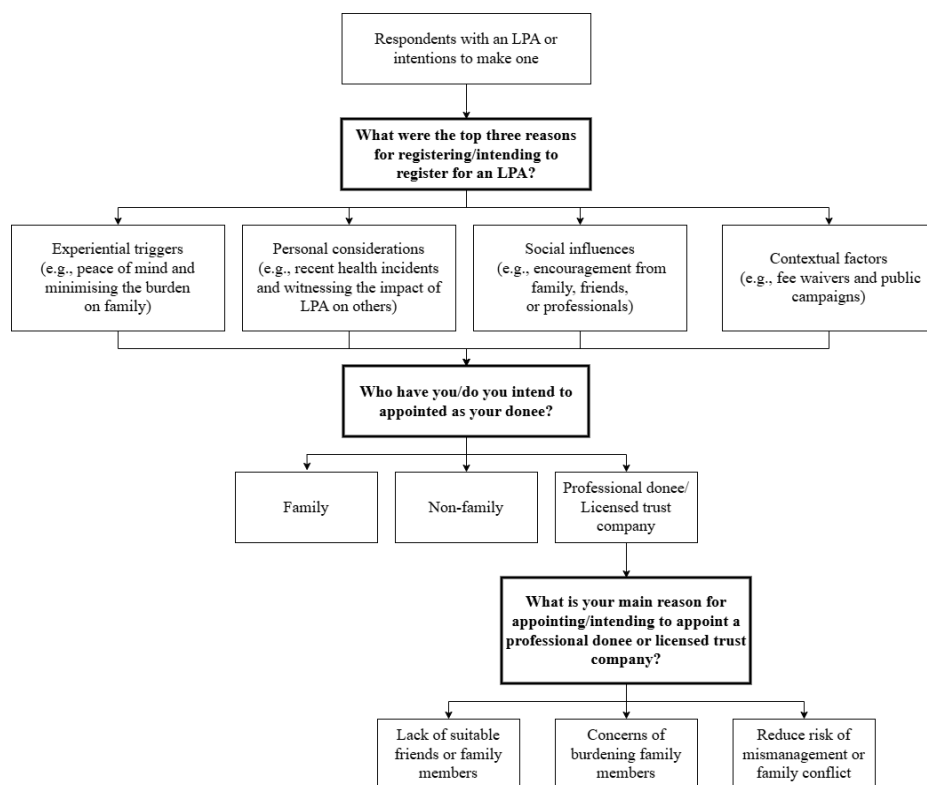 Respondents with an LPA or
intentions to make one
What were the top three reasons
for registering/intending to
register for an LPA?
Experiential triggers
(e.g., peace of mind and
minimising the burden
on family)
Personal considerations
(e.g., recent health incidents
and witnessing the impact of
LPA on others)
Social influences
(e.g., encouragement from
family, friends,
or professionals)
Contextual factors
(e.g., fee waivers and public
campaigns)
Who have you/do you intend to
appointed as your donee?
Family
Non-family
Professional donee/
Licensed trust
company
What is your main reason for
appointing/intending to appoint a
professional donee or licensed trust
company?
Lack of suitable
friends or family
members
Concerns of
burdening family
members
Reduce risk of
mismanagement or
family conflict